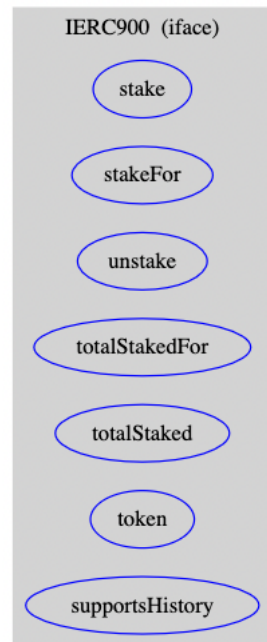 IERC900 (iface)
stake
stakeFor
unstake
totalStakedFor
totalStaked
token
supportsHistory